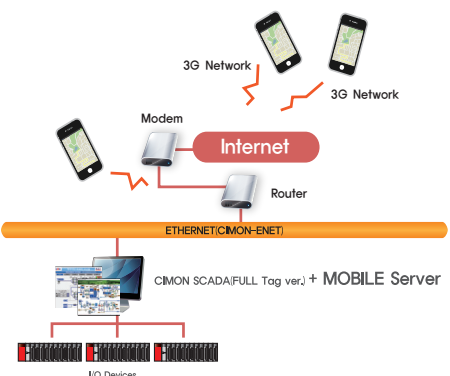 3G Network
3G Network
Modem
Internet
Router
ETHERNET(CIMON-ENET)
CIMON SCADA(FULL Tag ver.) + MOBILE Server
I/O Devices